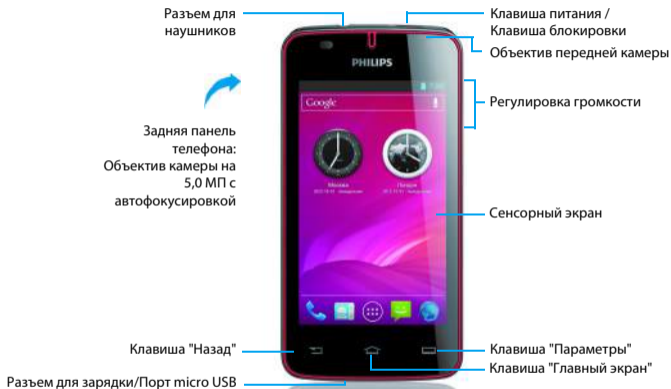 Разъем для
наушников
Клавиша питания /
Клавиша блокировки
Объектив передней камеры
PHILIPS
Google
Регулировка громкости
Задняя панель
телефона:
Объектив камеры на
5,0 МП с
автофокусировкой
Москва
Лондон
Сенсорный экран
Клавиша "Назад"
Клавиша "Параметры"
Клавиша "Главный экран"
Разъем для зарядки/Порт micro USB